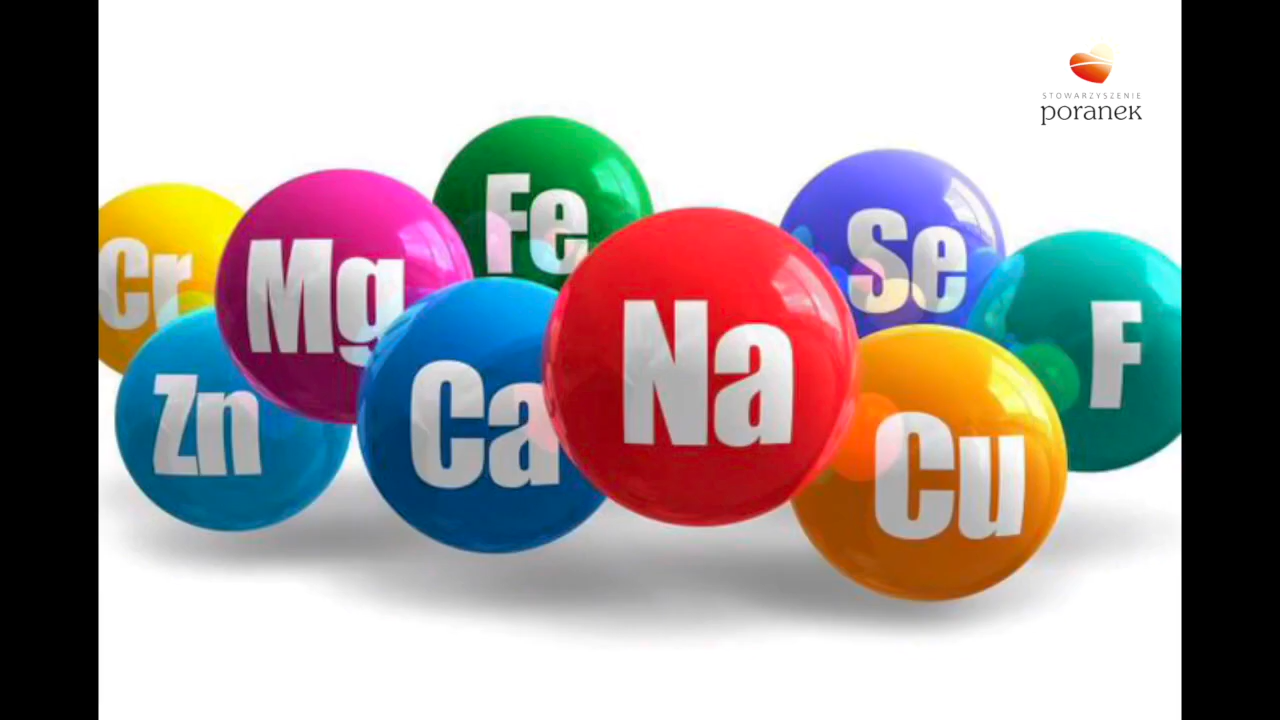 STOWARZYSZENIE
poranek
Cr
Mg
Fe
Se
F
Zn
Ca
Na
Cu